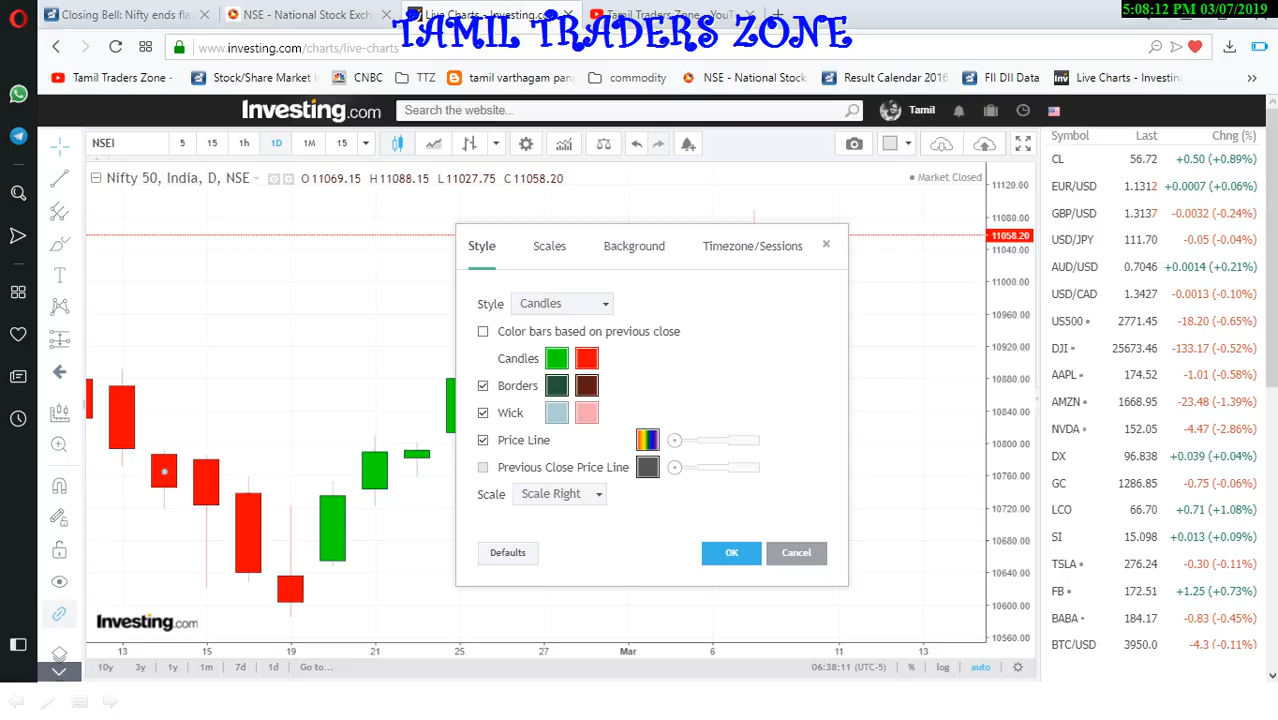 Closing Bell: Nifty ends fla
NSE - National Stock Exch
Live Charts - Investing.co
Tamil Traders Zone - YouT
5:08:12 PM 03/07/2019
TAMIL TRADERS ZONE
www.investing.com/charts/live-charts
Tamil Traders Zone -
Stock/Share Market I
CNBC
TTZ
tamil varthagam pan
commodity
NSE - National Stock
Result Calendar 2016
FII DII Data
Live Charts - Investin
Investing.com
Search the website...
Tamil
NSEI 5 15 1h 1D 1M 15
Nifty 50, India, D, NSE O11069.15 H11088.15 L11027.75 C11058.20
Market Closed
11120.00
11080.00
11058.20
11040.00
11000.00
10960.00
10920.00
10880.00
10840.00
10800.00
10760.00
10720.00
10680.00
10640.00
10600.00
10560.00
Style Scales Background Timezone/Sessions ×
Style Candles
Color bars based on previous close
Candles
Borders
Wick
Price Line
Previous Close Price Line
Scale Scale Right
Defaults OK Cancel
Investing.com
13 14 15 19 21 25 27 Mar 6 11 13
10y 3y 1y 1m 7d 1d Go to... 06:38:11 (UTC-5) % log auto
Symbol Last Chng (%)
CL 56.72 +0.50 (+0.89%)
EUR/USD 1.1312 +0.0007 (+0.06%)
GBP/USD 1.3137 -0.0032 (-0.24%)
USD/JPY 111.70 -0.05 (-0.04%)
AUD/USD 0.7046 +0.0014 (+0.21%)
USD/CAD 1.3427 -0.0013 (-0.10%)
US500 2771.45 -18.20 (-0.65%)
DJI 25673.46 -133.17 (-0.52%)
AAPL 174.52 -1.01 (-0.58%)
AMZN 1668.95 -23.48 (-1.39%)
NVDA 152.05 -4.47 (-2.86%)
DX 96.838 +0.039 (+0.04%)
GC 1286.85 -0.75 (-0.06%)
LCO 66.70 +0.71 (+1.08%)
SI 15.098 +0.013 (+0.09%)
TSLA 276.24 -0.30 (-0.11%)
FB 172.51 +1.25 (+0.73%)
BABA 184.17 -0.83 (-0.45%)
BTC/USD 3950.0 -4.3 (-0.11%)